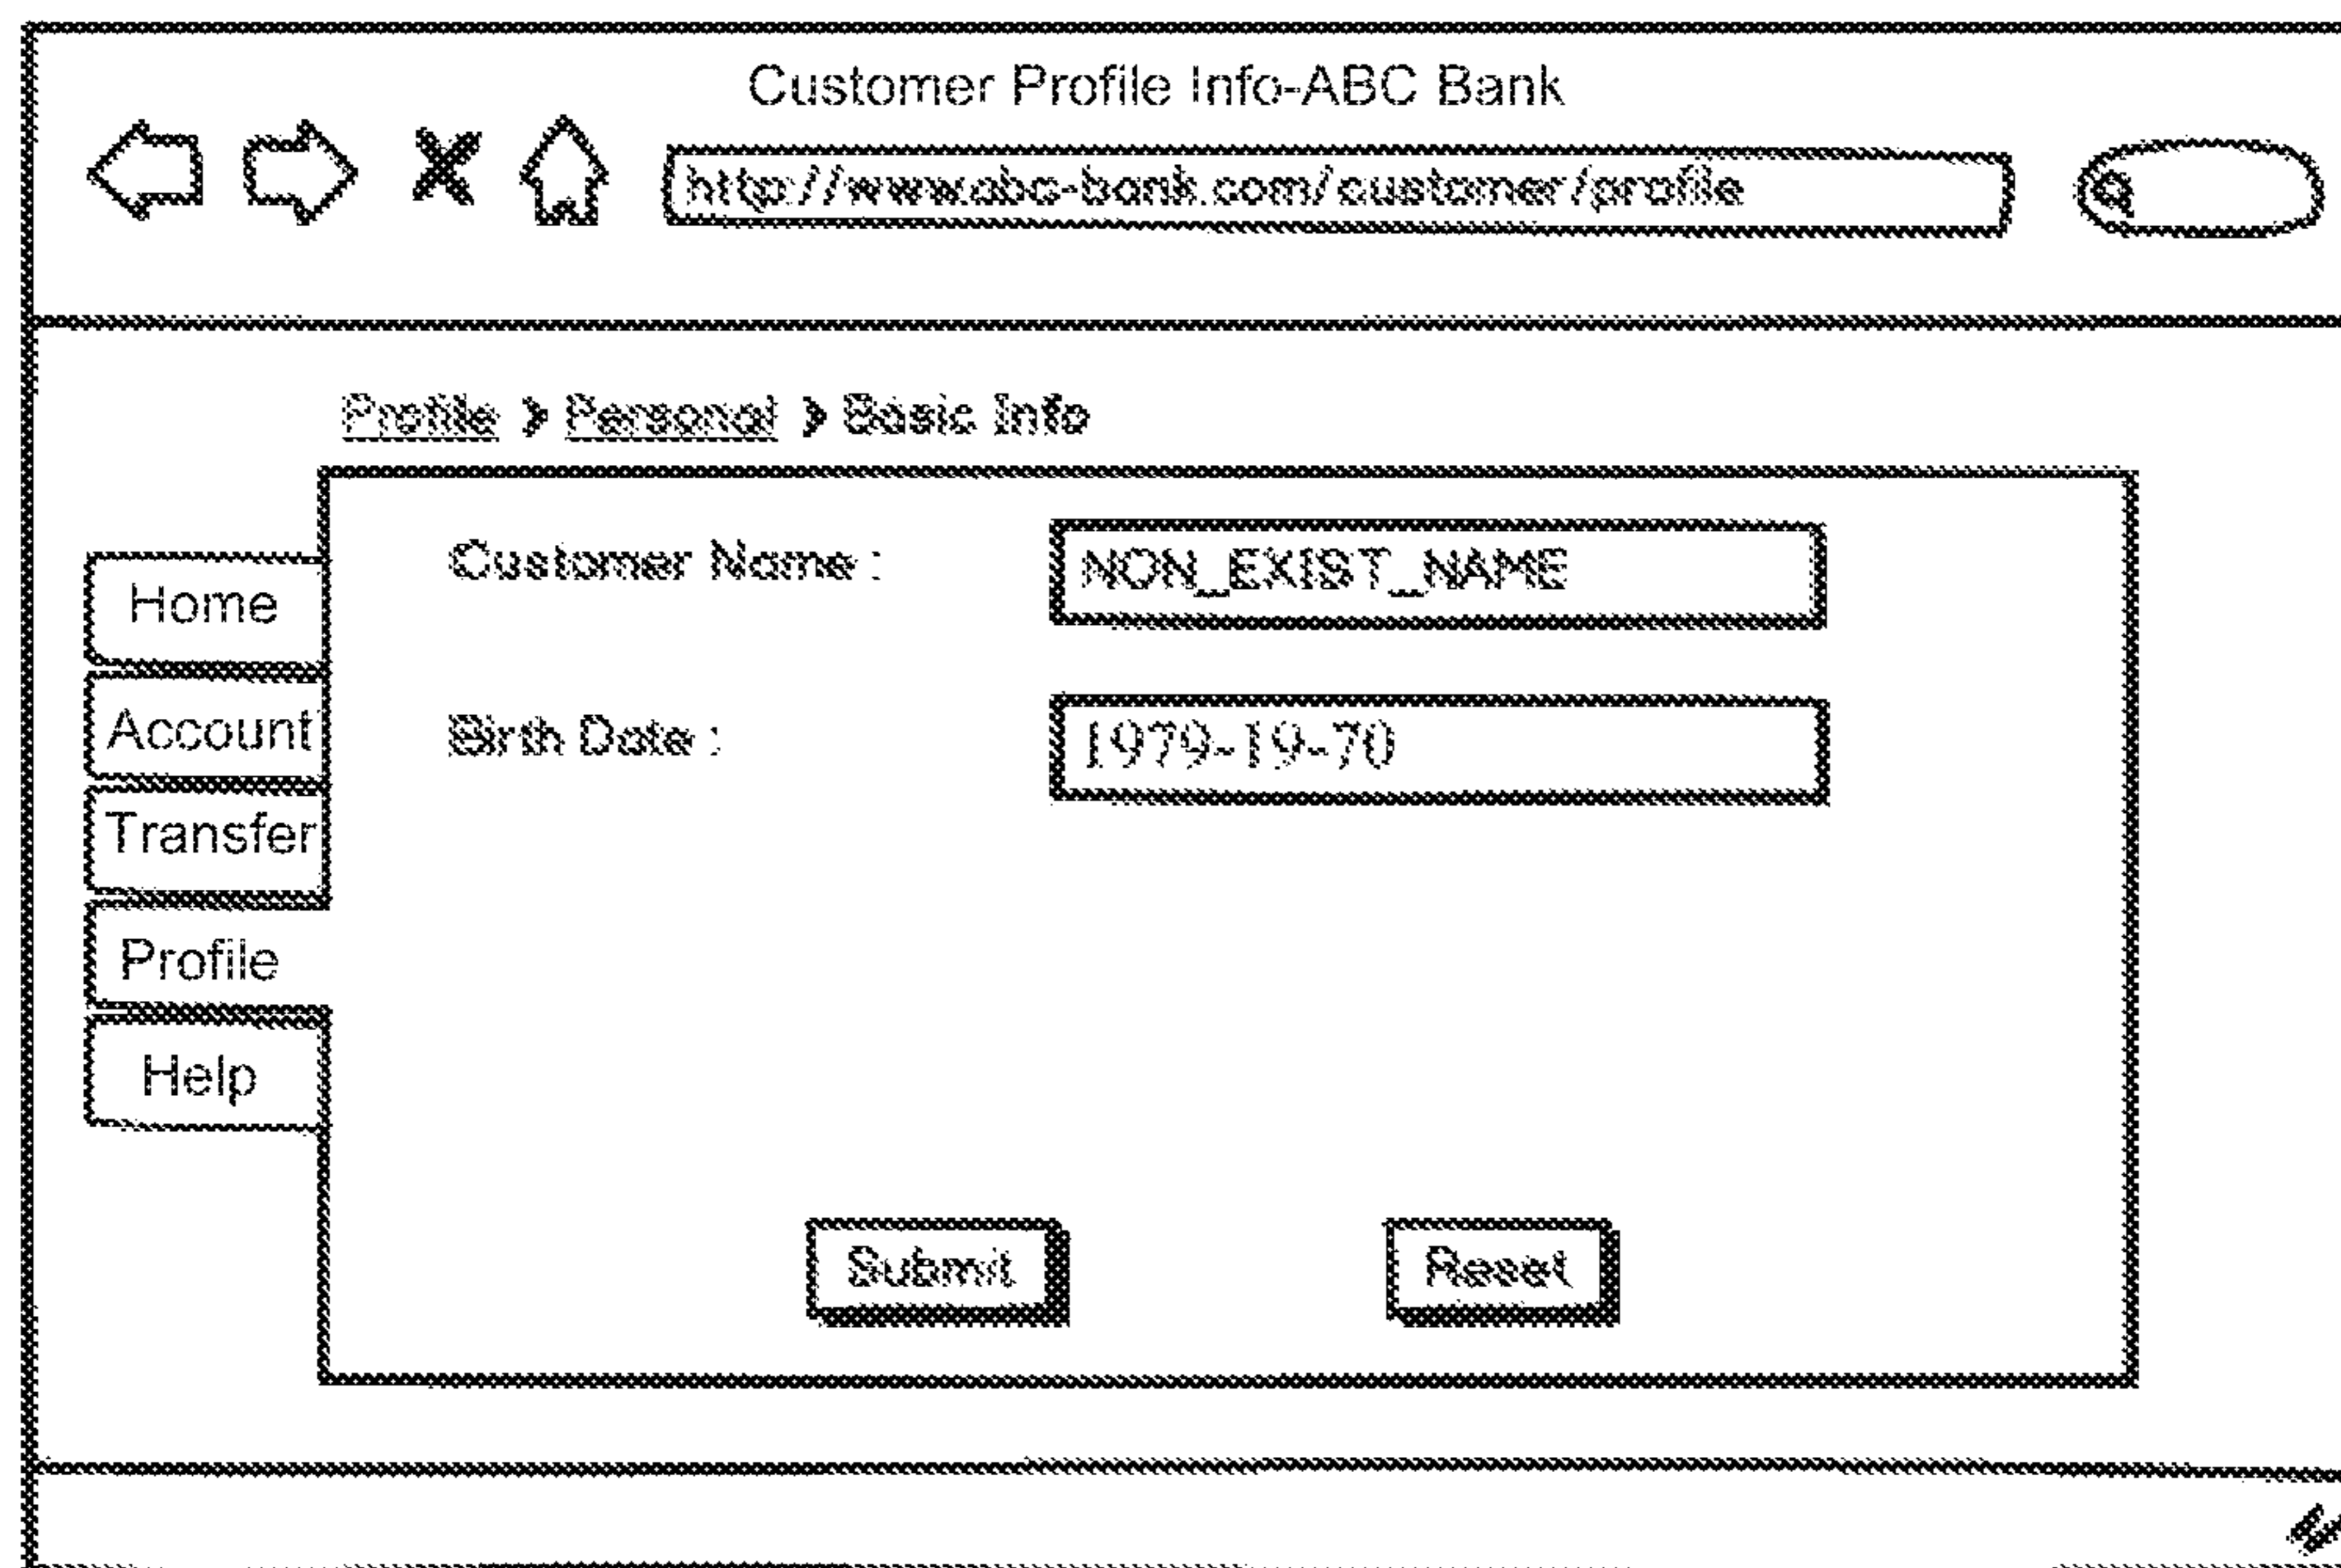 Customer Profile Info-ABC Bank
http://www.abc-bank.com/customer/profile
Profile > Personal > Basic Info
Customer Name : NON_EXIST_NAME
Home
Birth Date : 1979-19-70
Account
Transfer
Profile
Help
Submit Reset